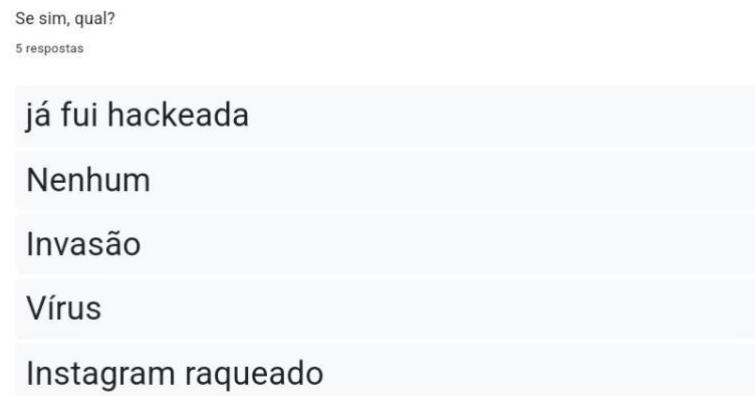 Se sim, qual?
5 respostas
já fui hackeada
Nenhum
Invasão
Vírus
Instagram raqueado